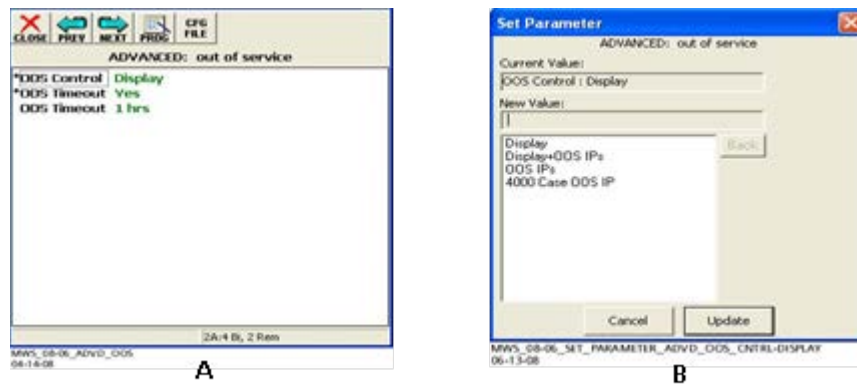 CLOSE PREV NEXT PROG CFG FILE
ADVANCED: out of service
*OOS Control Display
*OOS Timeout Yes
OOS Timeout 1 hrs
2A:4 Bi, 2 Rem
MWS_08-06_ADVD_OOS
04-14-08
A
Set Parameter
ADVANCED: out of service
Current Value:
OOS Control : Display
New Value:
Display
Display+OOS IPs
OOS IPs
4000 Case OOS IP
Back
Cancel Update
MWS_08-06_SET_PARAMETER_ADVD_OOS_CNTRL-DISPLAY
06-13-08
B